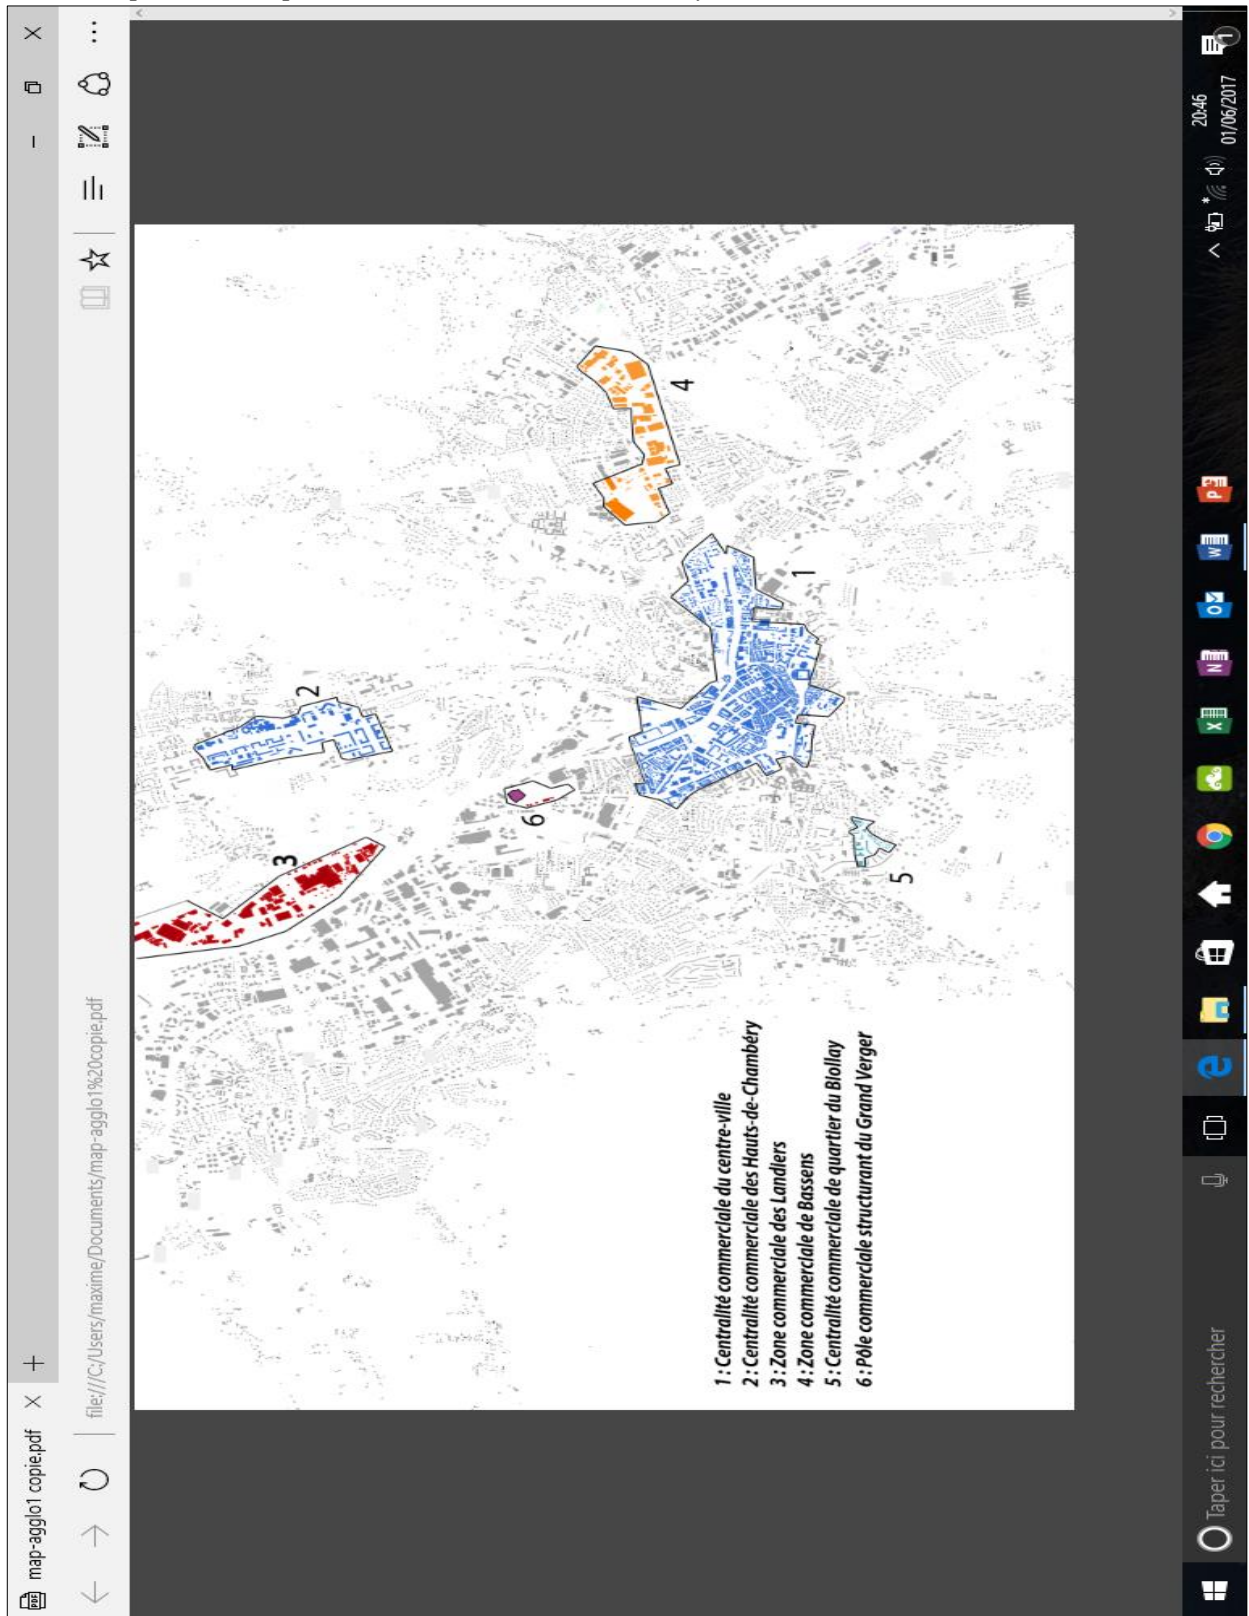 map-agglo1 copie.pdf
file:///C:/Users/maxime/Documents/map-agglo1%20copie.pdf
3
2
6
4
1
5
1 : Centralité commerciale du centre-ville
2 : Centralité commerciale des Hauts-de-Chambéry
3 : Zone commerciale des Landiers
4 : Zone commerciale de Bassens
5 : Centralité commerciale de quartier du Biollay
6 : Pôle commerciale structurant du Grand Verger
Taper ici pour rechercher
20:46
01/06/2017
1